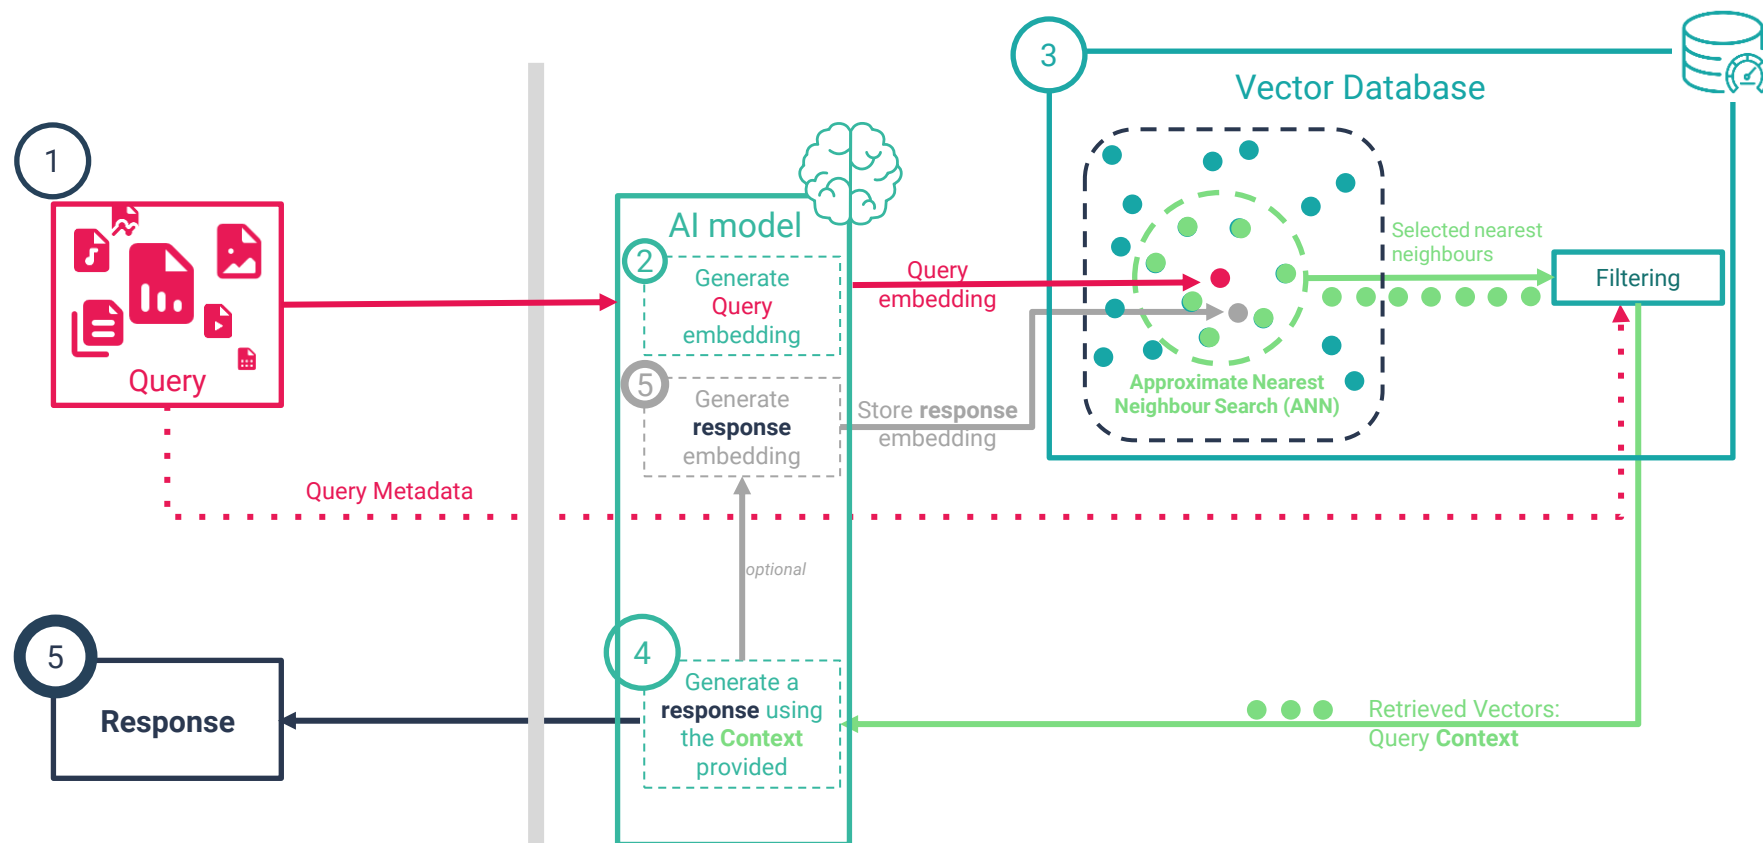 1
Query
Query Metadata
AI model
2
Generate
Query
embedding
5
Generate
response
embedding
optional
4
Generate a
response using
the Context
provided
Query
embedding
Store response
embedding
3
Vector Database
Approximate Nearest
Neighbour Search (ANN)
Selected nearest
neighbours
Filtering
Retrieved Vectors:
Query Context
5
Response